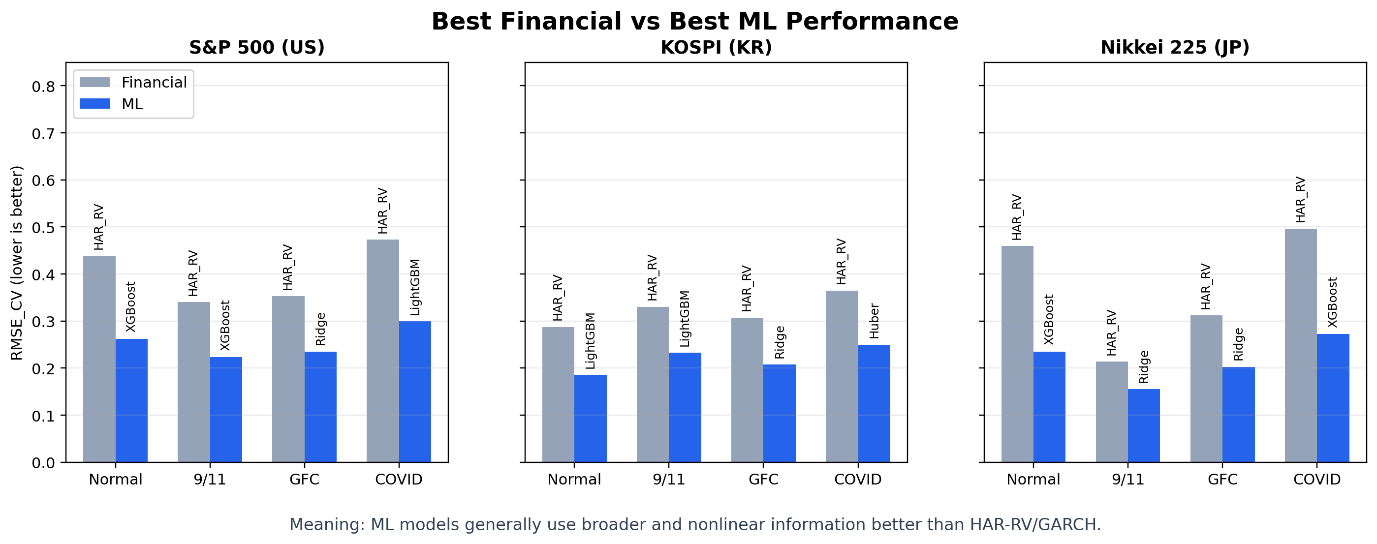 Best Financial vs Best ML Performance
S&P 500 (US)
Financial
ML
RMSE_CV (lower is better)
0.8
0.7
0.6
0.5
0.4
0.3
0.2
0.1
0.0
HAR_RV
XGBoost
HAR_RV
XGBoost
HAR_RV
Ridge
HAR_RV
LightGBM
Normal
9/11
GFC
COVID
KOSPI (KR)
HAR_RV
LightGBM
HAR_RV
LightGBM
HAR_RV
Ridge
HAR_RV
Huber
Normal
9/11
GFC
COVID
Nikkei 225 (JP)
HAR_RV
XGBoost
HAR_RV
Ridge
HAR_RV
Ridge
HAR_RV
XGBoost
Normal
9/11
GFC
COVID
Meaning: ML models generally use broader and nonlinear information better than HAR-RV/GARCH.